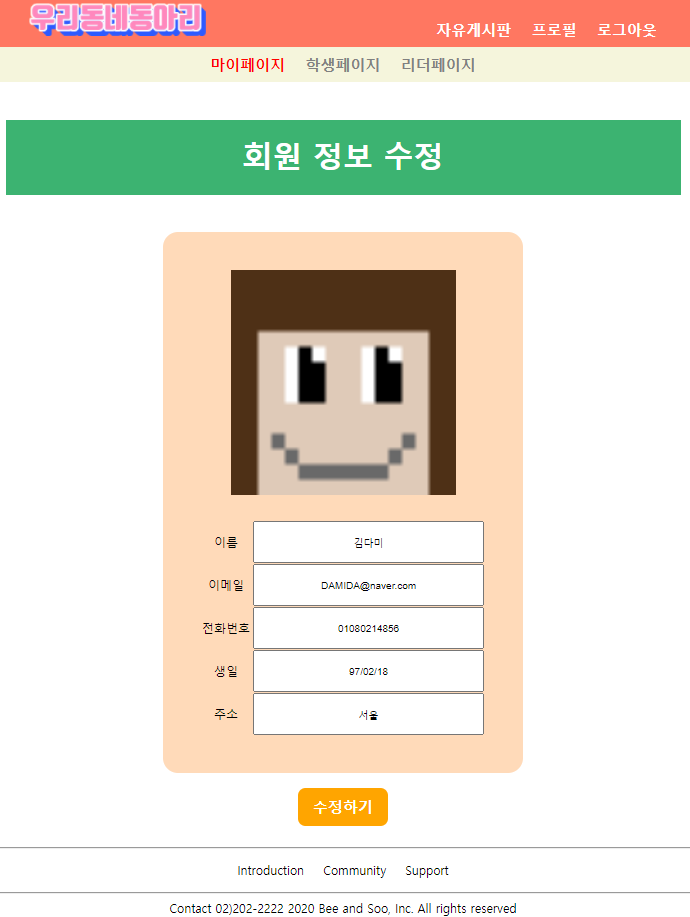 우리동네동아리
자유게시판 프로필 로그아웃
마이페이지 학생페이지 리더페이지
회원 정보 수정
이름 김다미
이메일 DAMIDA@naver.com
전화번호 01080214856
생일 97/02/18
주소 서울
수정하기
Introduction Community Support
Contact 02)202-2222 2020 Bee and Soo, Inc. All rights reserved